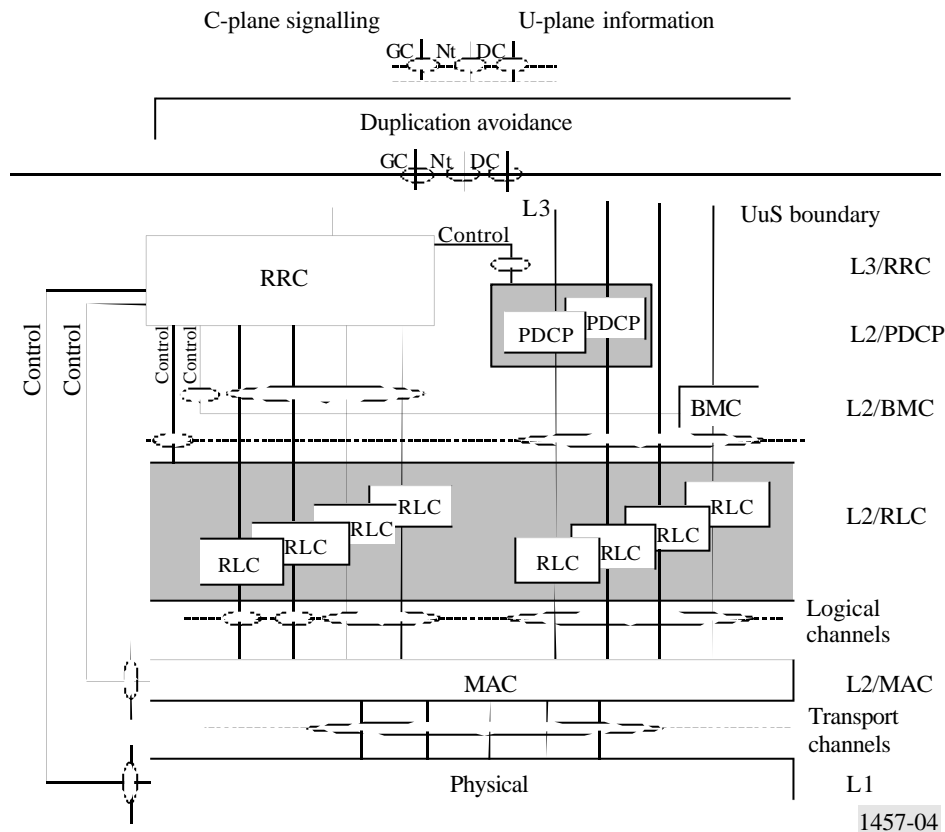 C-plane signalling
U-plane information
GC Nt DC
Duplication avoidance
GC Nt DC
L3
UuS boundary
Control
RRC
L3/RRC
PDCP
PDCP
L2/PDCP
Control
Control
Control
Control
BMC
L2/BMC
RLC
RLC
RLC
RLC
RLC
RLC
RLC
RLC
L2/RLC
Logical
channels
MAC
L2/MAC
Transport
channels
Physical
L1
1457-04